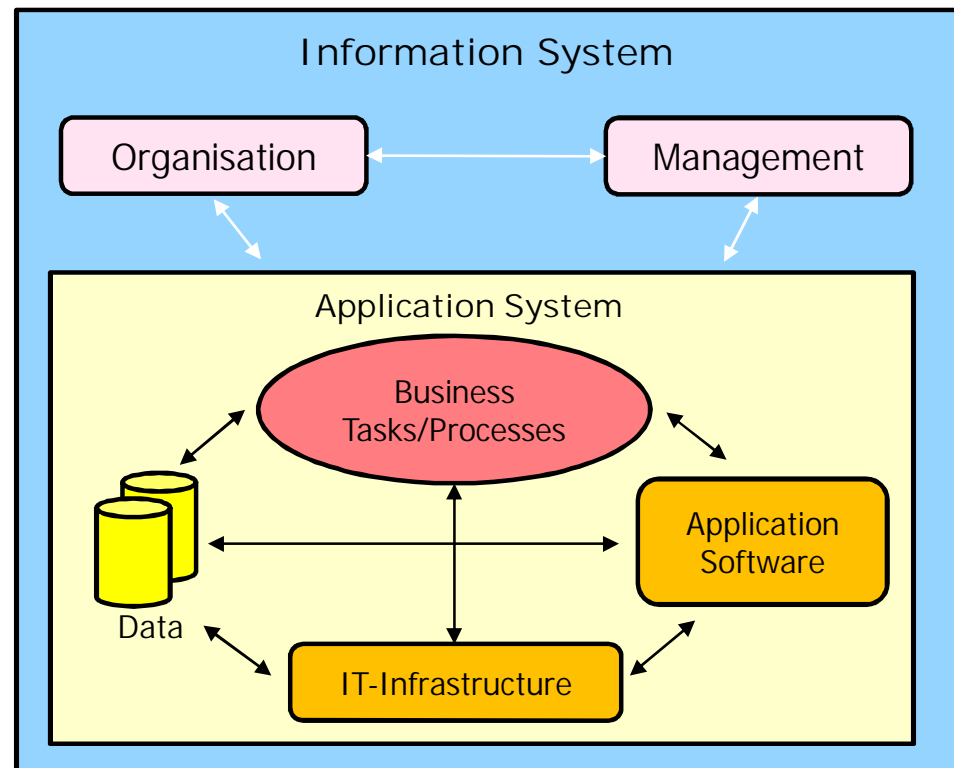 Information System
Organisation
Management
Application System
Business
Tasks/Processes
Application
Software
Data
IT-Infrastructure